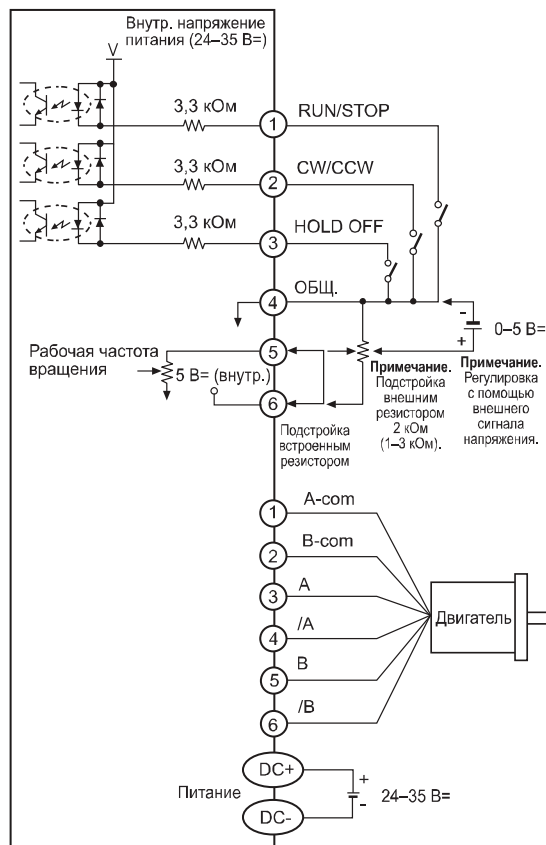 Внутр. напряжение
питания (24–35 В=)
V
3,3 кОм
1
RUN/STOP
3,3 кОм
2
CW/CCW
3,3 кОм
3
HOLD OFF
4
ОБЩ.
-
+
0–5 В=
Рабочая частота
вращения
5
5 В= (внутр.)
6
Подстройка
встроенным
резистором
Примечание.
Подстройка
внешним
резистором
2 кОм
(1–3 кОм).
Примечание.
Регулировка
с помощью
внешнего
сигнала
напряжения.
1
A-com
2
B-com
3
A
4
/A
5
B
6
/B
Двигатель
Питание
DC+
DC-
+
-
24–35 В=